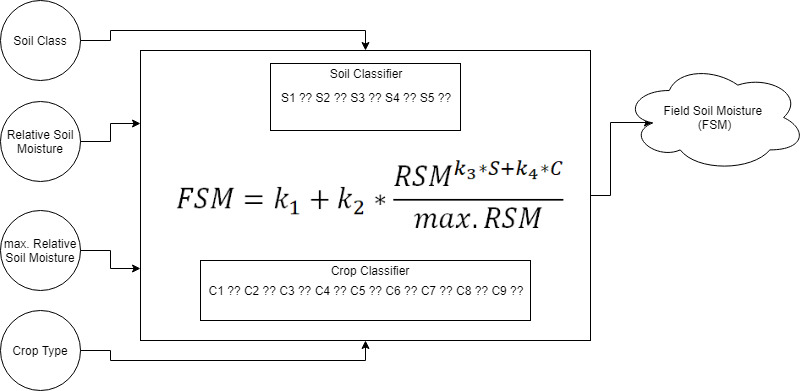 Soil Class
Relative Soil
Moisture
max. Relative
Soil Moisture
Crop Type
Soil Classifier
S1 ?? S2 ?? S3 ?? S4 ?? S5 ??
FSM = k₁ + k₂ * RSM^(k₃*S+k₄*C) / max.RSM
Crop Classifier
C1 ?? C2 ?? C3 ?? C4 ?? C5 ?? C6 ?? C7 ?? C8 ?? C9 ??
Field Soil Moisture
(FSM)